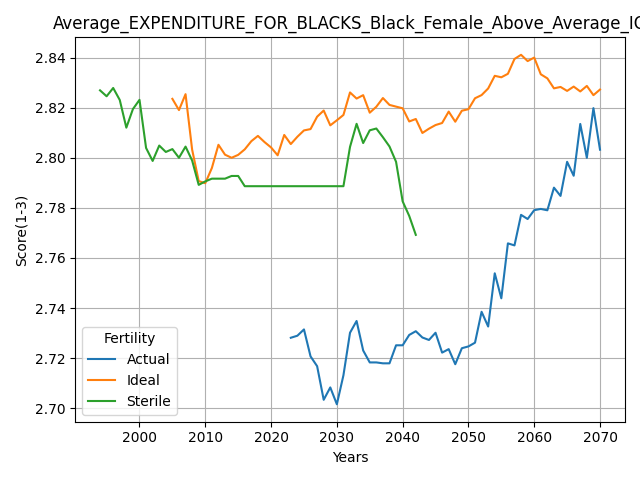 Average_EXPENDITURE_FOR_BLACKS_Black_Female_Above_Average_IQ
2.84
2.82
2.80
2.78
2.76
2.74
2.72
2.70
Score(1-3)
Fertility
Actual
Ideal
Sterile
2000 2010 2020 2030 2040 2050 2060 2070
Years